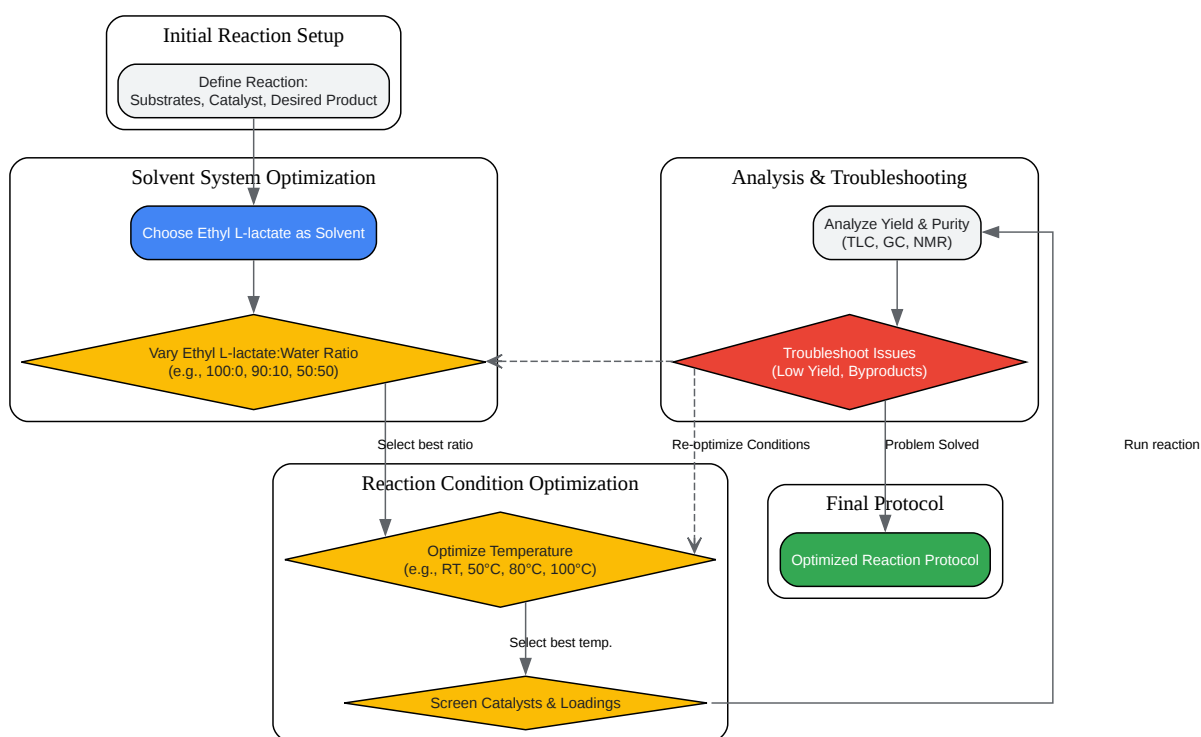 Initial Reaction Setup
Define Reaction:
Substrates, Catalyst, Desired Product
Solvent System Optimization
Choose Ethyl L-lactate as Solvent
Vary Ethyl L-lactate:Water Ratio
(e.g., 100:0, 90:10, 50:50)
Analysis & Troubleshooting
Analyze Yield & Purity
(TLC, GC, NMR)
Troubleshoot Issues
(Low Yield, Byproducts)
Select best ratio
Re-optimize Conditions
Problem Solved
Run reaction
Reaction Condition Optimization
Optimize Temperature
(e.g., RT, 50°C, 80°C, 100°C)
Select best temp.
Screen Catalysts & Loadings
Final Protocol
Optimized Reaction Protocol